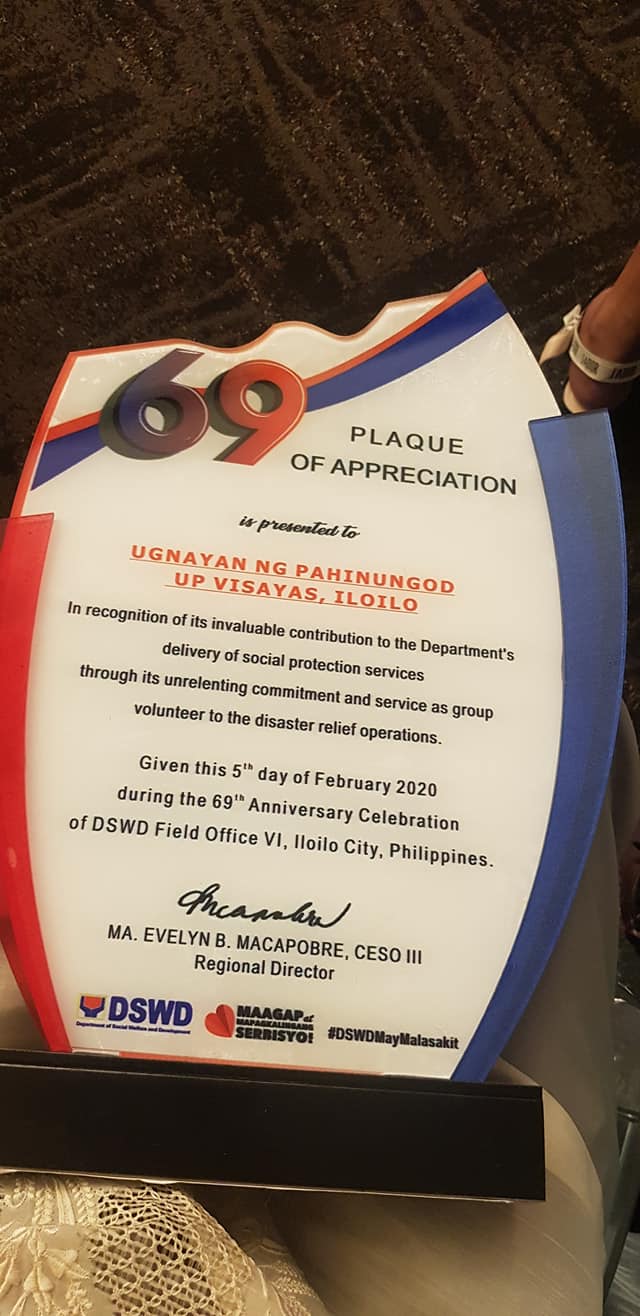 69
PLAQUE
OF APPRECIATION
is presented to
UGNAYAN NG PAHINUNGOD
UP VISAYAS, ILOILO
In recognition of its invaluable contribution to the Department's
delivery of social protection services
through its unrelenting commitment and service as group
volunteer to the disaster relief operations.
Given this 5th day of February 2020
during the 69th Anniversary Celebration
of DSWD Field Office VI, Iloilo City, Philippines.
MA. EVELYN B. MACAPOBRE, CESO III
Regional Director
DSWD
Department of Social Welfare and Development
MAAGAP at
MAPAGKALINGANG
SERBISYO!
#DSWDMayMalasakit